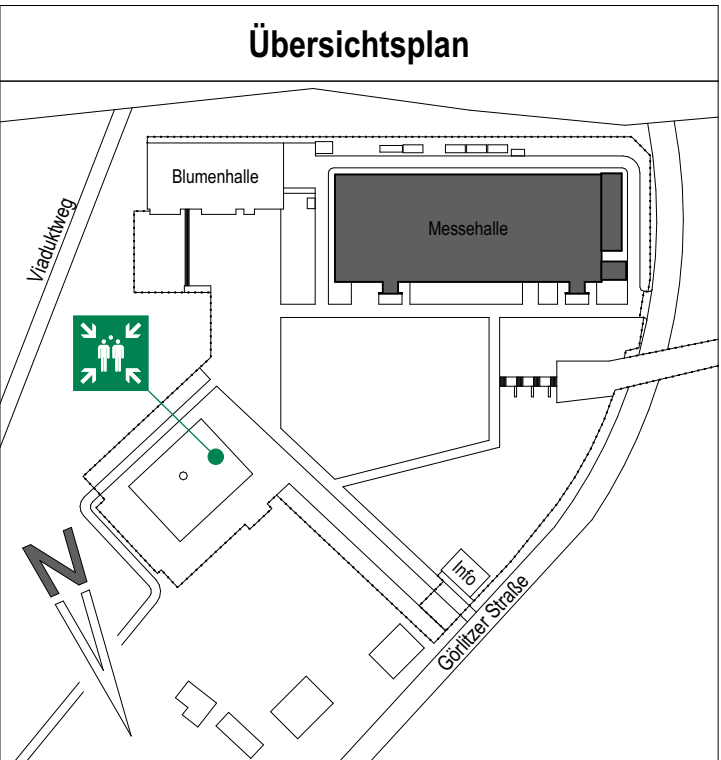 Übersichtsplan
Blumenhalle
Messehalle
Viaduktweg
N
Info
Görlitzer Straße